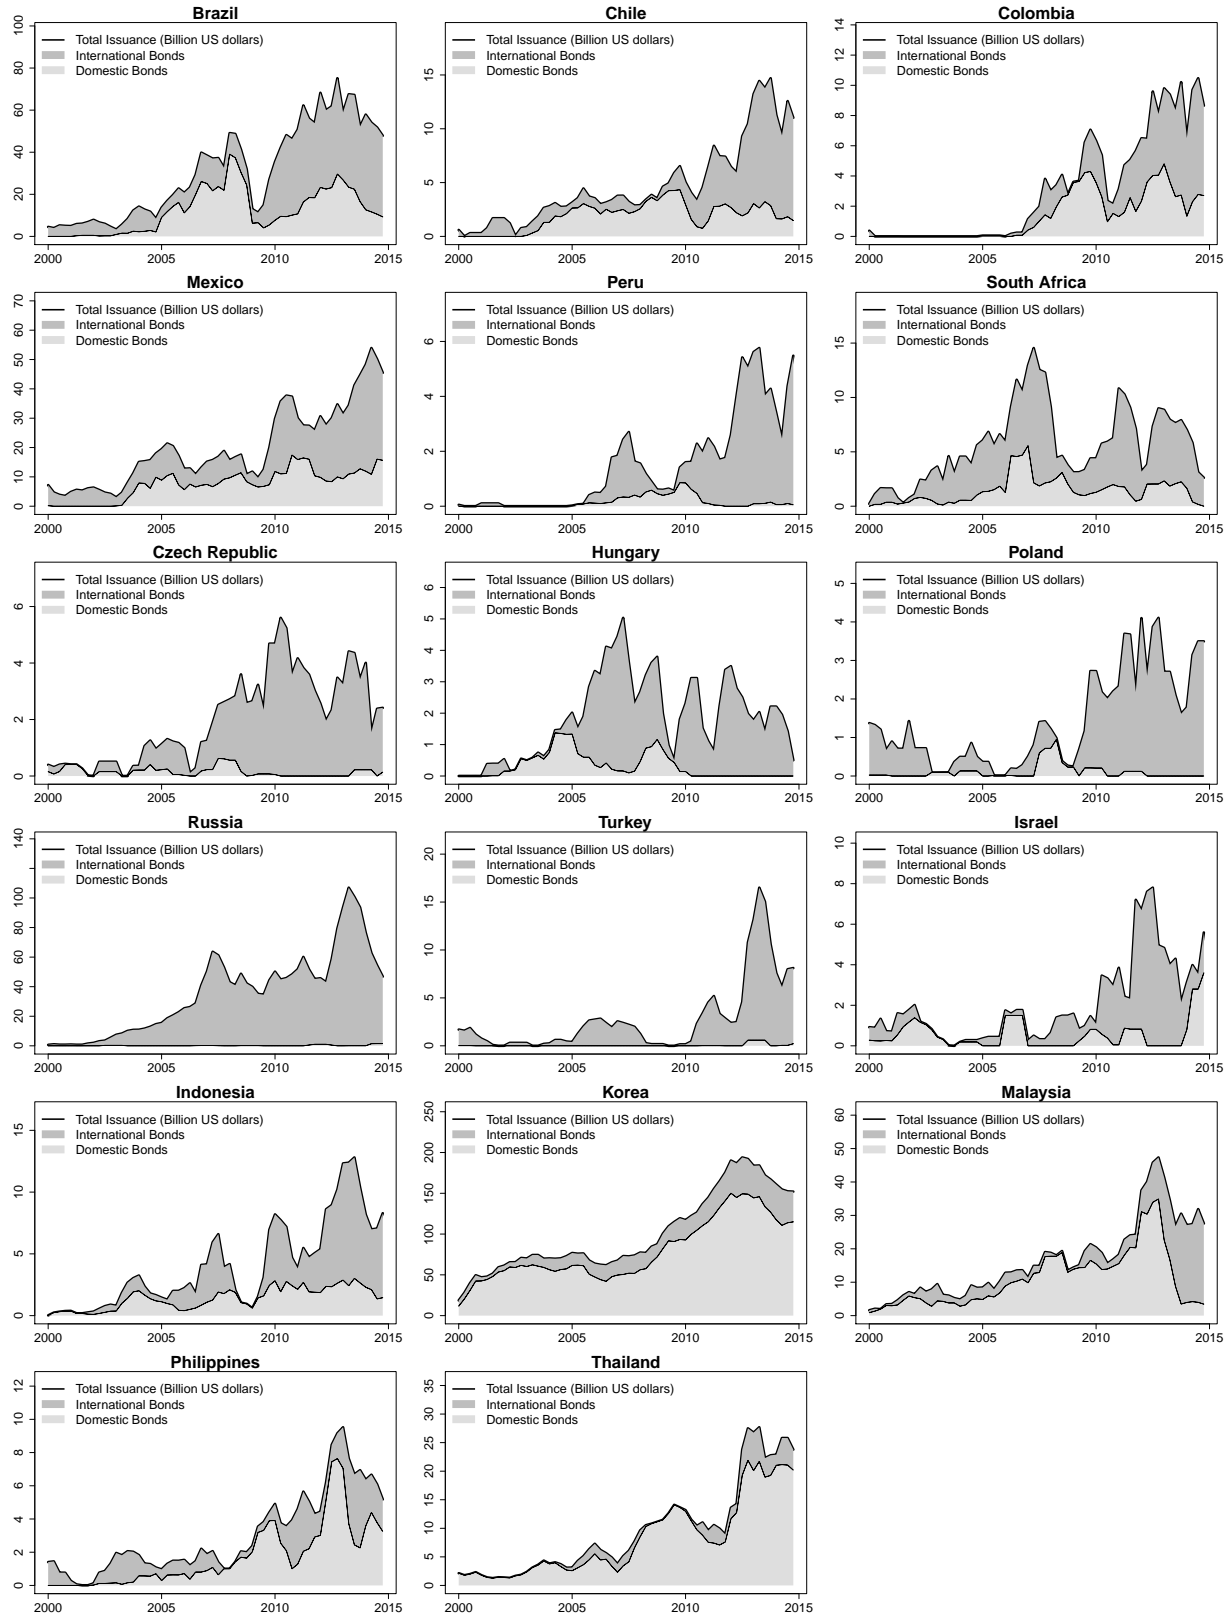 Brazil
Total Issuance (Billion US dollars)
International Bonds
Domestic Bonds
0 20 40 60 80 100
2000 2005 2010 2015
Chile
Total Issuance (Billion US dollars)
International Bonds
Domestic Bonds
0 5 10 15
2000 2005 2010 2015
Colombia
Total Issuance (Billion US dollars)
International Bonds
Domestic Bonds
0 2 4 6 8 10 12 14
2000 2005 2010 2015
Mexico
Total Issuance (Billion US dollars)
International Bonds
Domestic Bonds
0 10 20 30 40 50 60 70
2000 2005 2010 2015
Peru
Total Issuance (Billion US dollars)
International Bonds
Domestic Bonds
0 2 4 6
2000 2005 2010 2015
South Africa
Total Issuance (Billion US dollars)
International Bonds
Domestic Bonds
0 5 10 15
2000 2005 2010 2015
Czech Republic
Total Issuance (Billion US dollars)
International Bonds
Domestic Bonds
0 2 4 6
2000 2005 2010 2015
Hungary
Total Issuance (Billion US dollars)
International Bonds
Domestic Bonds
0 1 2 3 4 5 6
2000 2005 2010 2015
Poland
Total Issuance (Billion US dollars)
International Bonds
Domestic Bonds
0 1 2 3 4 5
2000 2005 2010 2015
Russia
Total Issuance (Billion US dollars)
International Bonds
Domestic Bonds
0 20 40 60 80 100 140
2000 2005 2010 2015
Turkey
Total Issuance (Billion US dollars)
International Bonds
Domestic Bonds
0 5 10 15 20
2000 2005 2010 2015
Israel
Total Issuance (Billion US dollars)
International Bonds
Domestic Bonds
0 2 4 6 8 10
2000 2005 2010 2015
Indonesia
Total Issuance (Billion US dollars)
International Bonds
Domestic Bonds
0 5 10 15
2000 2005 2010 2015
Korea
Total Issuance (Billion US dollars)
International Bonds
Domestic Bonds
0 50 100 150 200 250
2000 2005 2010 2015
Malaysia
Total Issuance (Billion US dollars)
International Bonds
Domestic Bonds
0 10 20 30 40 50 60
2000 2005 2010 2015
Philippines
Total Issuance (Billion US dollars)
International Bonds
Domestic Bonds
0 2 4 6 8 10 12
2000 2005 2010 2015
Thailand
Total Issuance (Billion US dollars)
International Bonds
Domestic Bonds
0 5 10 15 20 25 30 35
2000 2005 2010 2015